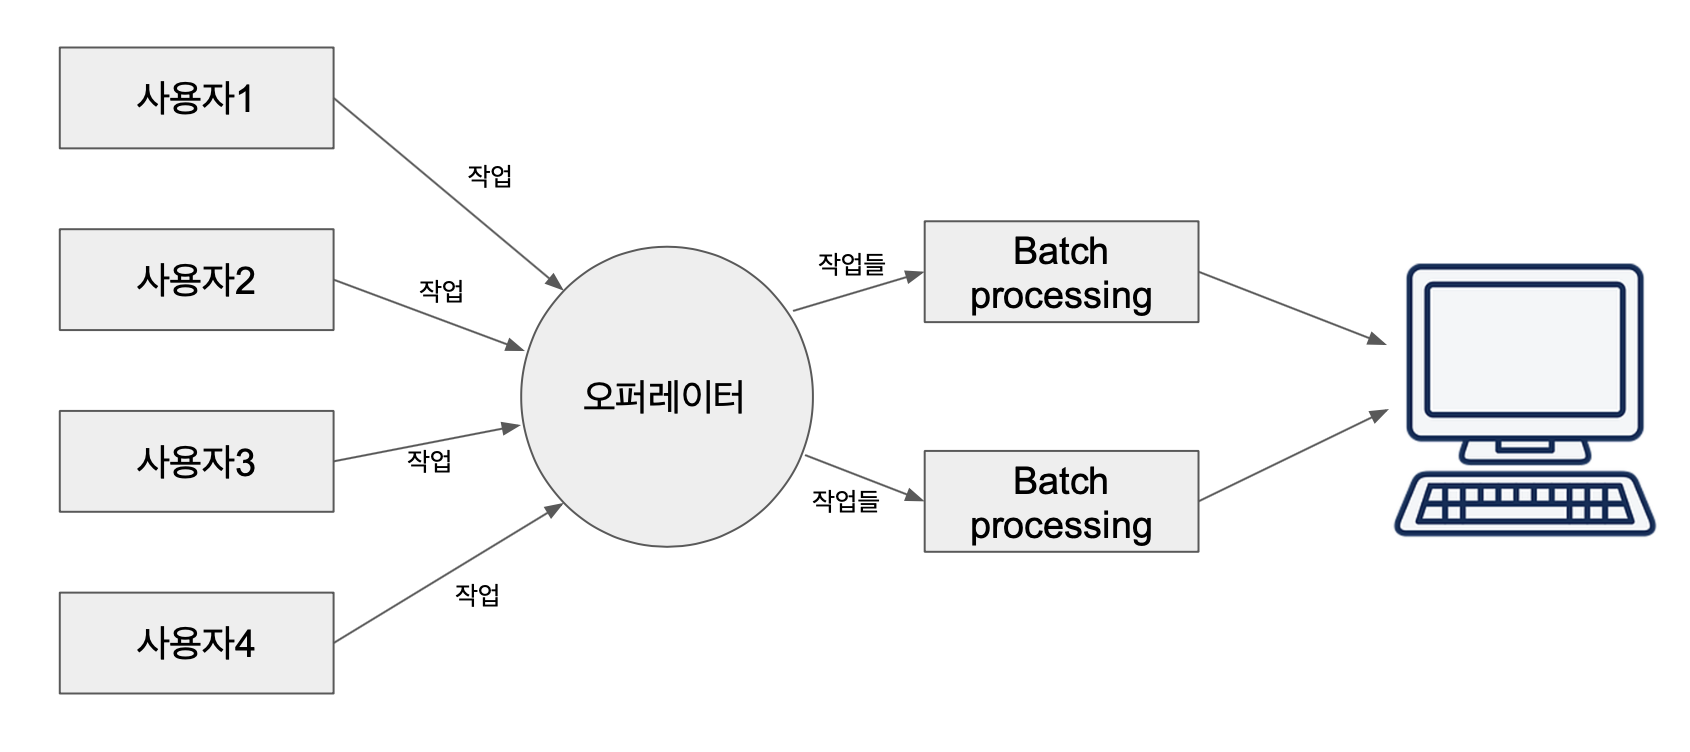 사용자1
작업
사용자2
작업
사용자3
작업
사용자4
작업
오퍼레이터
작업들
Batch
processing
작업들
Batch
processing